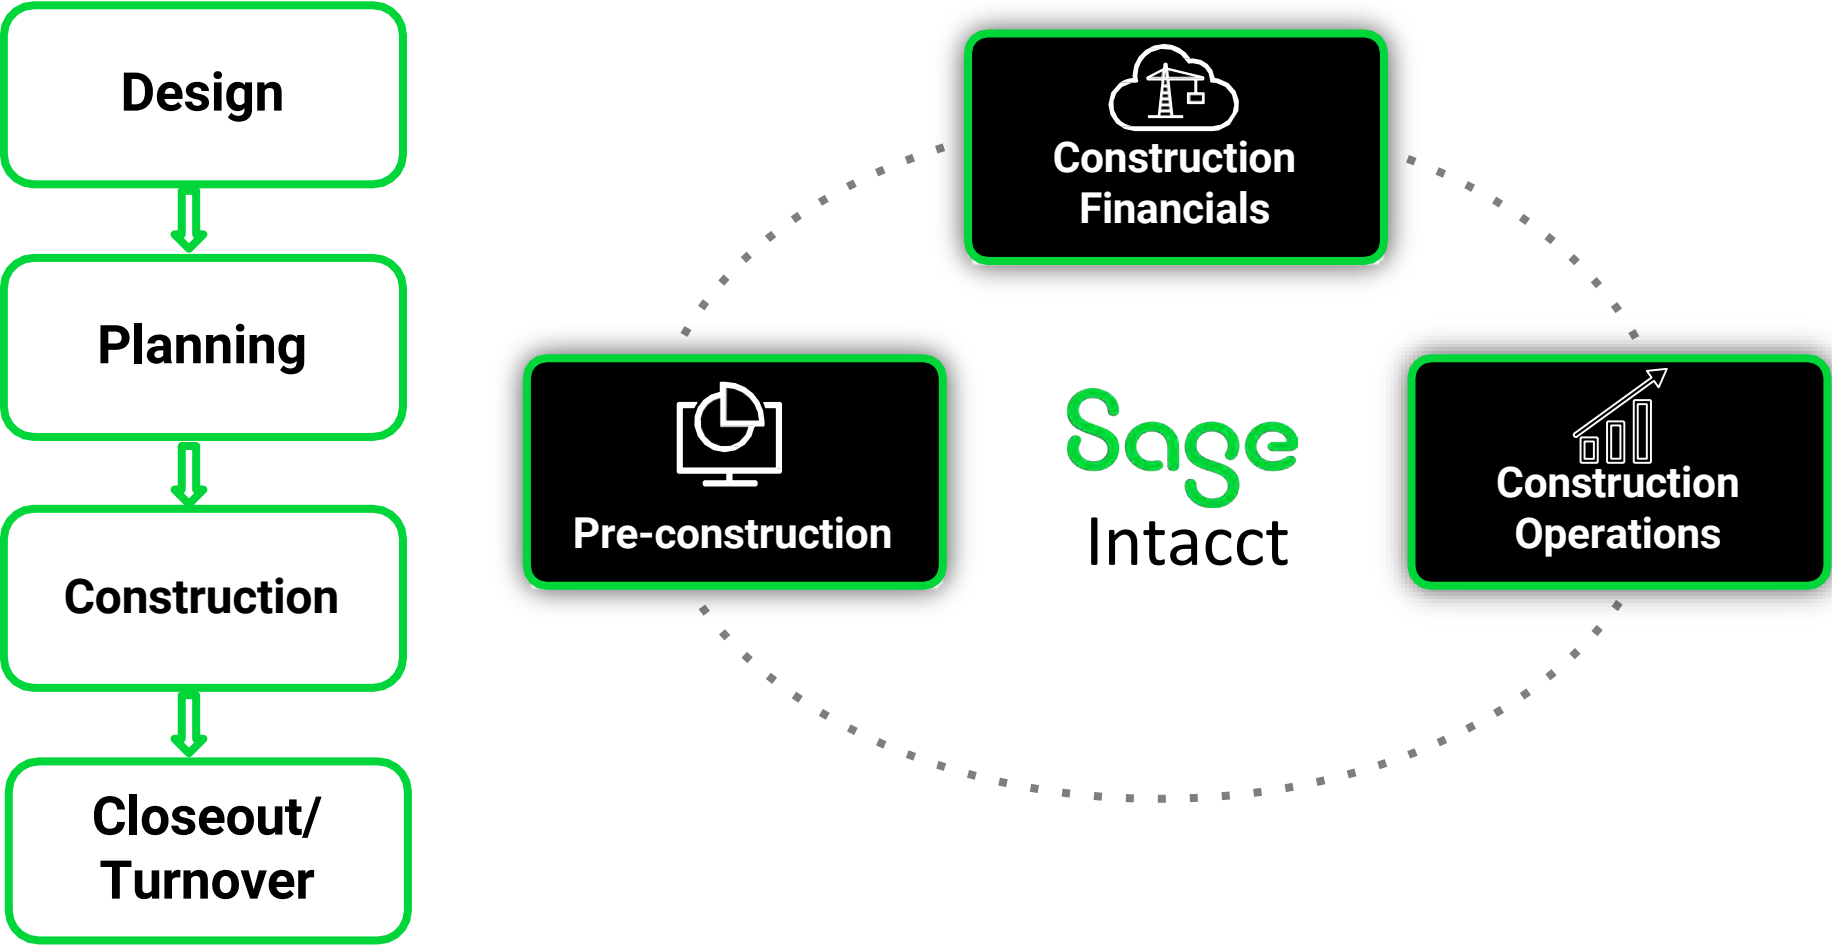 Design
Planning
Construction
Closeout/
Turnover
Construction
Financials
Pre-construction
Sage
Intacct
Construction
Operations